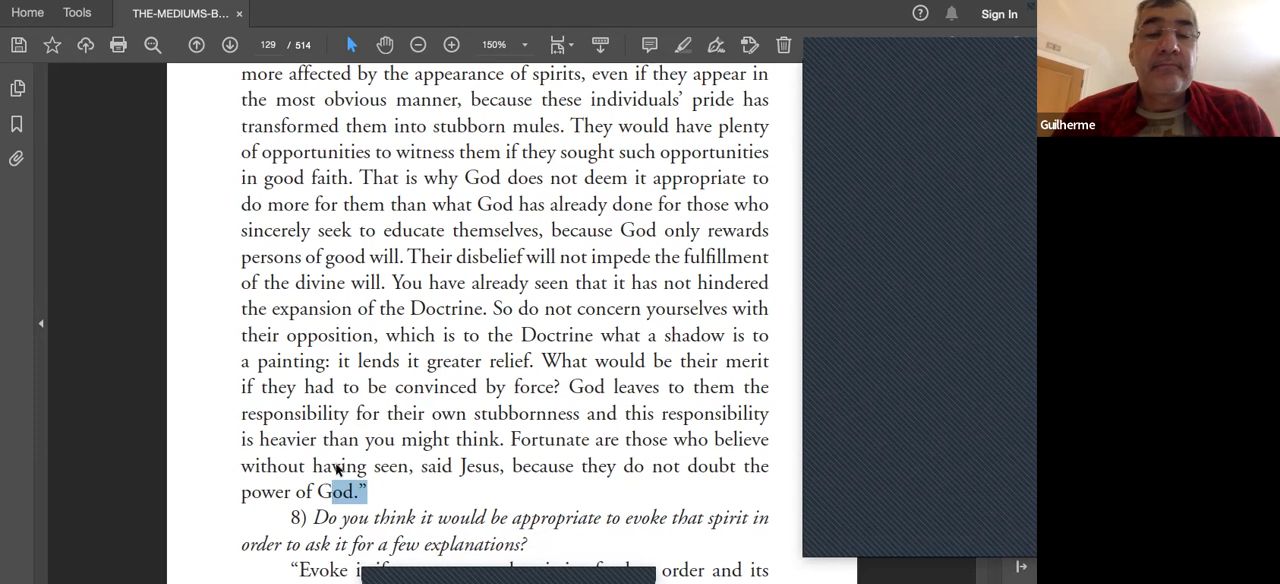 Home
Tools
THE-MEDIUMS-B... ×
Sign In
129 / 514
150%
Guilherme
more affected by the appearance of spirits, even if they appear in
the most obvious manner, because these individuals’ pride has
transformed them into stubborn mules. They would have plenty
of opportunities to witness them if they sought such opportunities
in good faith. That is why God does not deem it appropriate to
do more for them than what God has already done for those who
sincerely seek to educate themselves, because God only rewards
persons of good will. Their disbelief will not impede the fulfillment
of the divine will. You have already seen that it has not hindered
the expansion of the Doctrine. So do not concern yourselves with
their opposition, which is to the Doctrine what a shadow is to
a painting: it lends it greater relief. What would be their merit
if they had to be convinced by force? God leaves to them the
responsibility for their own stubbornness and this responsibility
is heavier than you might think. Fortunate are those who believe
without having seen, said Jesus, because they do not doubt the
power of God.”
8) Do you think it would be appropriate to evoke that spirit in
order to ask it for a few explanations?
“Evoke order and its